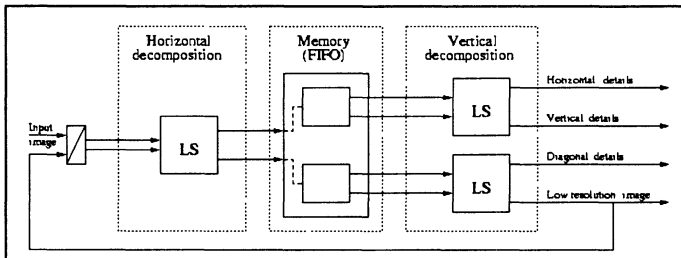 Horizontal
decomposition
Memory
(FIFO)
Vertical
decomposition
Input
image
LS
LS
LS
Horizontal details
Vertical details
Diagonal details
Low resolution image